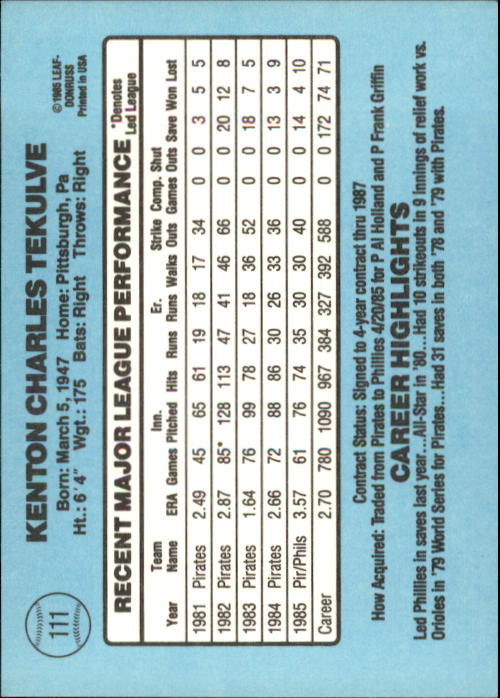 111
KENTON CHARLES TEKULVE
©1985 LEAF-
DONRUSS
Printed in USA
Born: March 5, 1947 Home: Pittsburgh, Pa
Ht.: 6' 4" Wgt.: 175 Bats: Right Throws: Right
RECENT MAJOR LEAGUE PERFORMANCE
*Denotes
Led League
Team Inn. Er. Strike Comp. Shut
Year Name ERA Games Pitched Hits Runs Runs Walks Outs Games Outs Save Won Lost
1981 Pirates 2.49 45 65 61 19 18 17 34 0 0 3 5 5
1982 Pirates 2.87 85* 128 113 47 41 46 66 0 0 20 12 8
1983 Pirates 1.64 76 99 78 27 18 36 52 0 0 18 7 5
1984 Pirates 2.66 72 88 86 30 26 33 36 0 0 13 3 9
1985 Pir/Phils 3.57 61 76 74 35 30 30 40 0 0 14 4 10
Career 2.70 780 1090 967 384 327 392 588 0 0 172 74 71
Contract Status: Signed to 4-year contract thru 1987
How Acquired: Traded from Pirates to Phillies 4/20/85 for P Al Holland and P Frank Griffin
CAREER HIGHLIGHTS
Led Phillies in saves last year...All-Star in '80...Had 10 strikeouts in 9 innings of relief work vs.
Orioles in '79 World Series for Pirates...Had 31 saves in both '78 and '79 with Pirates.